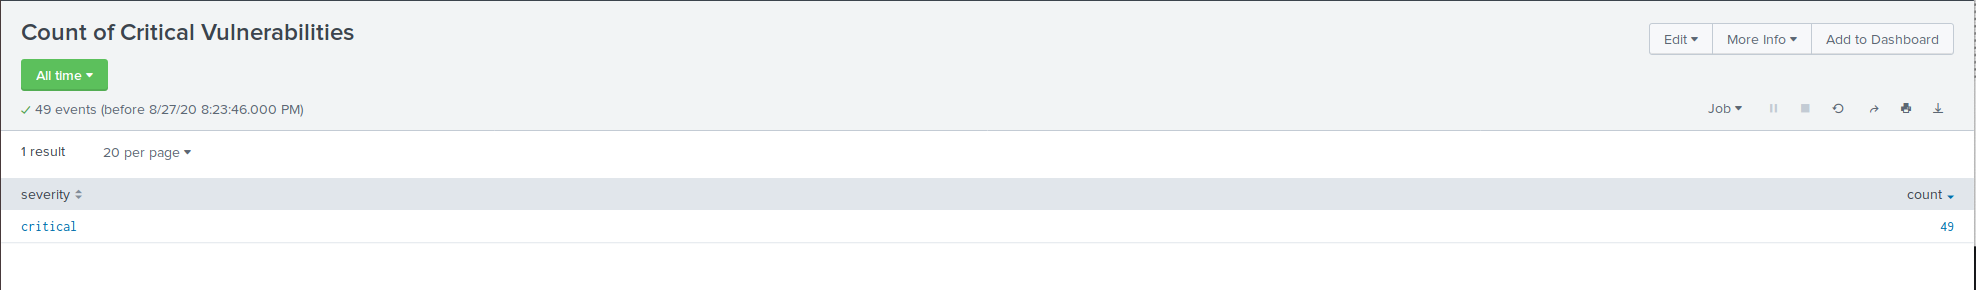 Count of Critical Vulnerabilities
Edit More Info Add to Dashboard
All time
49 events (before 8/27/20 8:23:46.000 PM)
Job
1 result 20 per page
severity count
critical 49